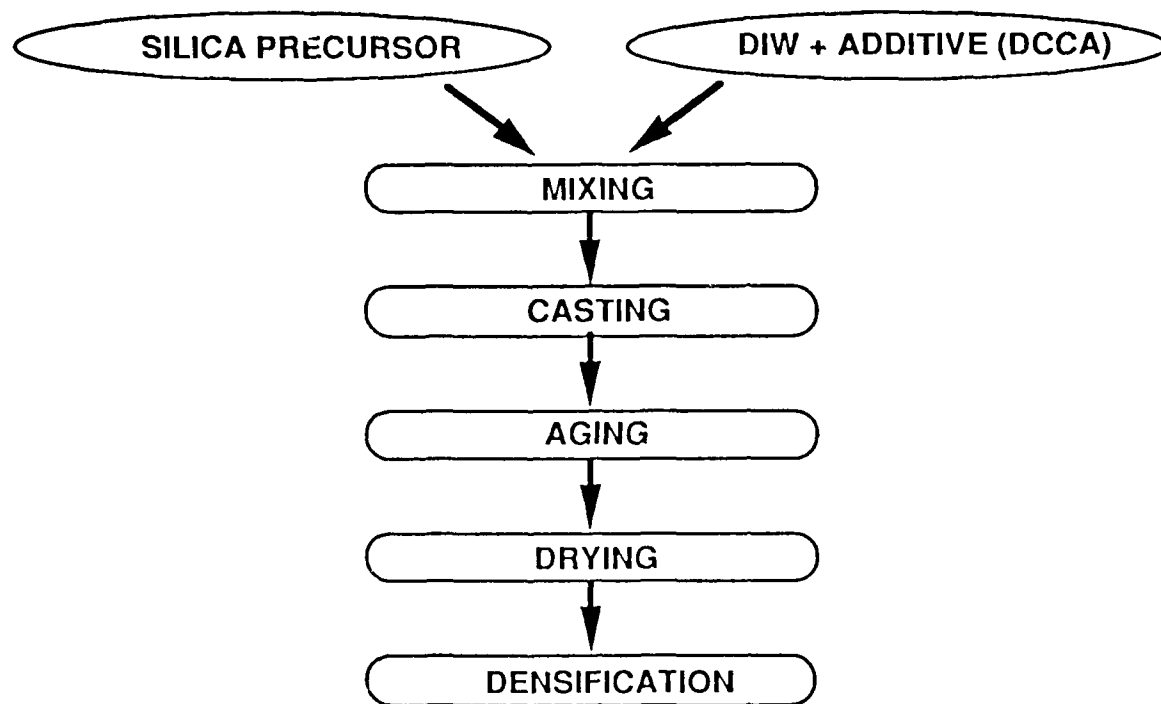 SILICA PRECURSOR
DIW + ADDITIVE (DCCA)
MIXING
CASTING
AGING
DRYING
DENSIFICATION